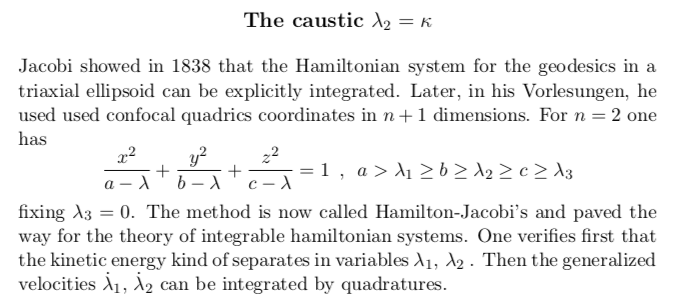 The caustic λ₂ = κ
Jacobi showed in 1838 that the Hamiltonian system for the geodesics in a
triaxial ellipsoid can be explicitly integrated. Later, in his Vorlesungen, he
used used confocal quadrics coordinates in n + 1 dimensions. For n = 2 one
has
x²/(a − λ) + y²/(b − λ) + z²/(c − λ) = 1 , a > λ₁ ≥ b ≥ λ₂ ≥ c ≥ λ₃
fixing λ₃ = 0. The method is now called Hamilton-Jacobi's and paved the
way for the theory of integrable hamiltonian systems. One verifies first that
the kinetic energy kind of separates in variables λ₁, λ₂ . Then the generalized
velocities λ̇₁, λ̇₂ can be integrated by quadratures.